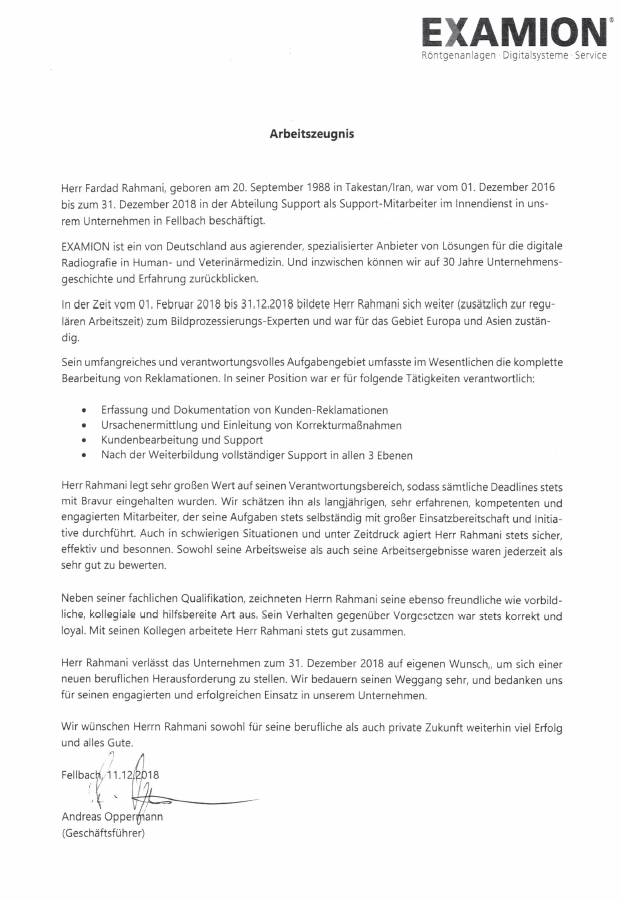 EXAMION®
Röntgenanlagen · Digitalsysteme · Service
Arbeitszeugnis
Herr Fardad Rahmani, geboren am 20. September 1988 in Takestan/Iran, war vom 01. Dezember 2016
bis zum 31. Dezember 2018 in der Abteilung Support als Support-Mitarbeiter im Innendienst in uns-
rem Unternehmen in Fellbach beschäftigt.
EXAMION ist ein von Deutschland aus agierender, spezialisierter Anbieter von Lösungen für die digitale
Radiografie in Human- und Veterinärmedizin. Und inzwischen können wir auf 30 Jahre Unternehmens-
geschichte und Erfahrung zurückblicken.
In der Zeit vom 01. Februar 2018 bis 31.12.2018 bildete Herr Rahmani sich weiter (zusätzlich zur regu-
lären Arbeitszeit) zum Bildprozessierungs-Experten und war für das Gebiet Europa und Asien zustän-
dig.
Sein umfangreiches und verantwortungsvolles Aufgabengebiet umfasste im Wesentlichen die komplette
Bearbeitung von Reklamationen. In seiner Position war er für folgende Tätigkeiten verantwortlich:
• Erfassung und Dokumentation von Kunden-Reklamationen
• Ursachenermittlung und Einleitung von Korrekturmaßnahmen
• Kundenbearbeitung und Support
• Nach der Weiterbildung vollständiger Support in allen 3 Ebenen
Herr Rahmani legt sehr großen Wert auf seinen Verantwortungsbereich, sodass sämtliche Deadlines stets
mit Bravur eingehalten wurden. Wir schätzen ihn als langjährigen, sehr erfahrenen, kompetenten und
engagierten Mitarbeiter, der seine Aufgaben stets selbständig mit großer Einsatzbereitschaft und Initia-
tive durchführt. Auch in schwierigen Situationen und unter Zeitdruck agiert Herr Rahmani stets sicher,
effektiv und besonnen. Sowohl seine Arbeitsweise als auch seine Arbeitsergebnisse waren jederzeit als
sehr gut zu bewerten.
Neben seiner fachlichen Qualifikation, zeichneten Herrn Rahmani seine ebenso freundliche wie vorbild-
liche, kollegiale und hilfsbereite Art aus. Sein Verhalten gegenüber Vorgesetzen war stets korrekt und
loyal. Mit seinen Kollegen arbeitete Herr Rahmani stets gut zusammen.
Herr Rahmani verlässt das Unternehmen zum 31. Dezember 2018 auf eigenen Wunsch,, um sich einer
neuen beruflichen Herausforderung zu stellen. Wir bedauern seinen Weggang sehr, und bedanken uns
für seinen engagierten und erfolgreichen Einsatz in unserem Unternehmen.
Wir wünschen Herrn Rahmani sowohl für seine berufliche als auch private Zukunft weiterhin viel Erfolg
und alles Gute.
Fellbach, 11.12.2018
Andreas Oppermann
(Geschäftsführer)